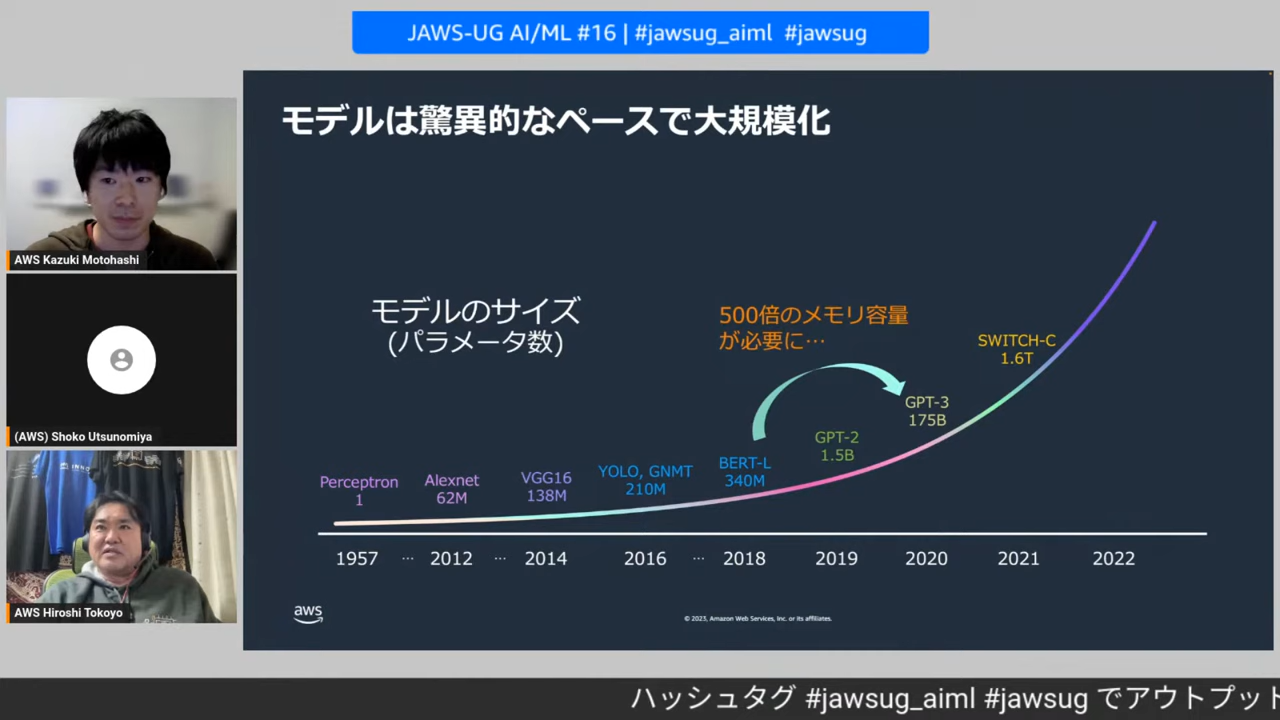 JAWS-UG AI/ML #16 | #jawsug_aiml #jawsug
AWS Kazuki Motohashi
(AWS) Shoko Utsunomiya
AWS Hiroshi Tokoyo
モデルは驚異的なペースで大規模化
モデルのサイズ
(パラメータ数)
500倍のメモリ容量
が必要に…
Perceptron
1
Alexnet
62M
VGG16
138M
YOLO, GNMT
210M
BERT-L
340M
GPT-2
1.5B
GPT-3
175B
SWITCH-C
1.6T
1957 … 2012 … 2014 2016 … 2018 2019 2020 2021 2022
aws
© 2023, Amazon Web Services, Inc. or its affiliates.
ハッシュタグ #jawsug_aiml #jawsug でアウトプット